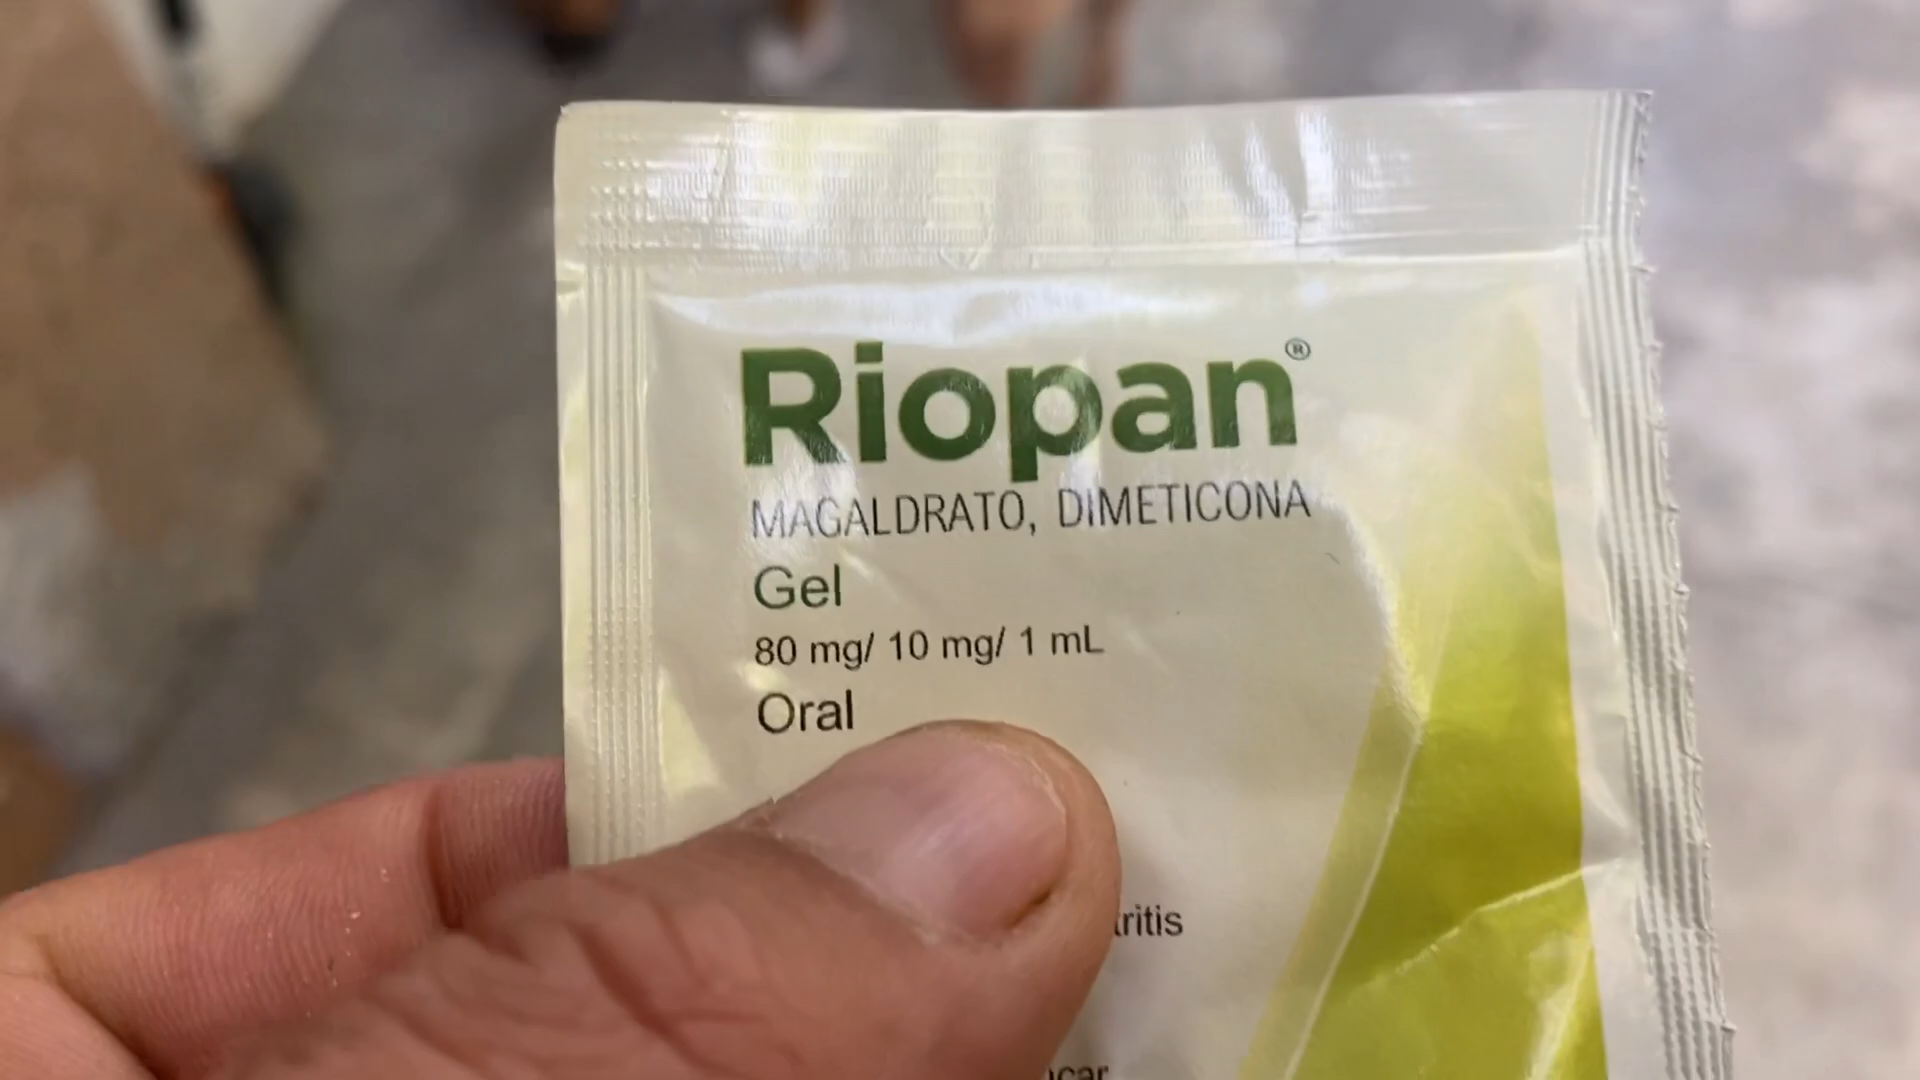 Riopan®
MAGALDRATO, DIMETICONA
Gel
80 mg/ 10 mg/ 1 mL
Oral